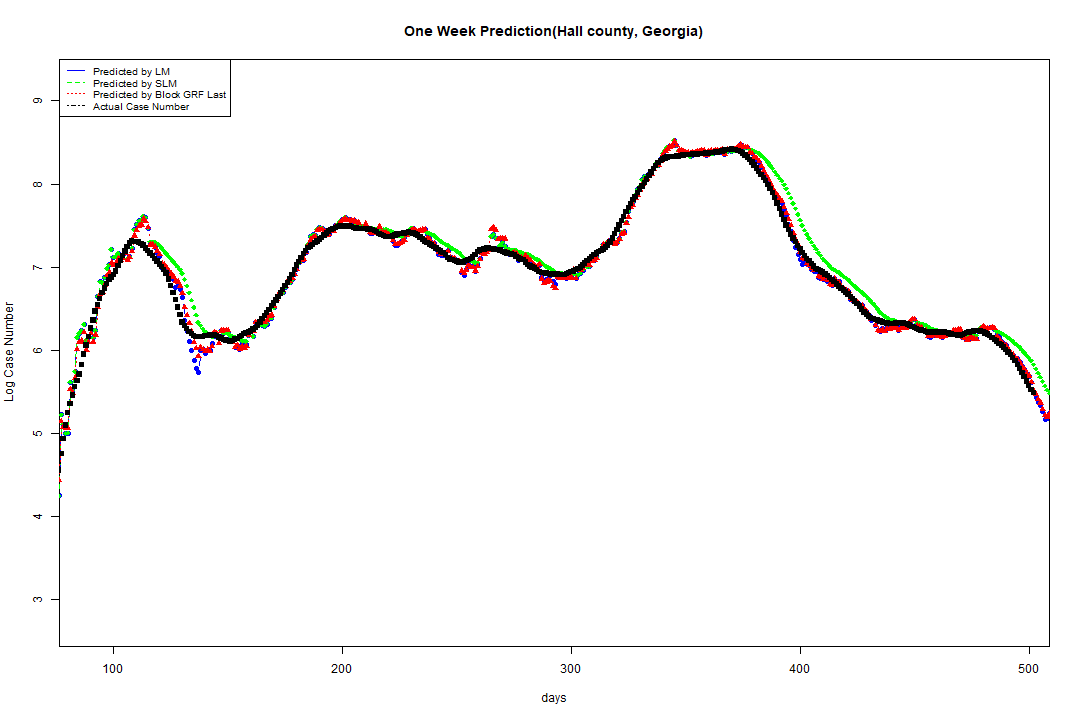 One Week Prediction(Hall county, Georgia)
Predicted by LM
Predicted by SLM
Predicted by Block GRF Last
Actual Case Number
9
8
7
6
5
4
3
Log Case Number
100 200 300 400 500
days